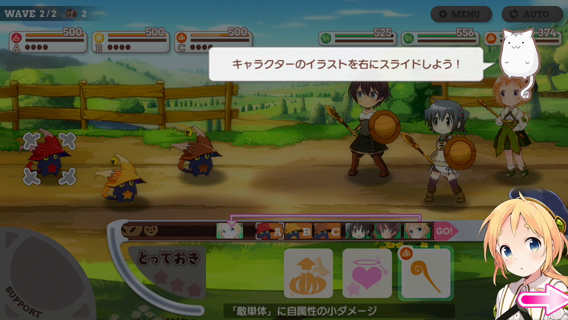 WAVE 2/2 2
MENU
AUTO
500 500 500 525 556 374
A B C
キャラクターのイラストを右にスライドしよう！
A B C GO!
とっておき
SUPPORT
「敵単体」に自属性の小ダメージ